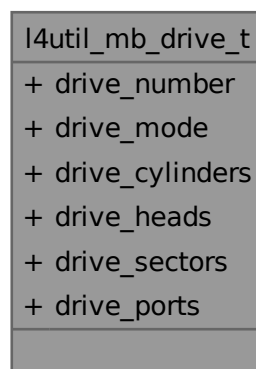 l4util_mb_drive_t
+ drive_number
+ drive_mode
+ drive_cylinders
+ drive_heads
+ drive_sectors
+ drive_ports